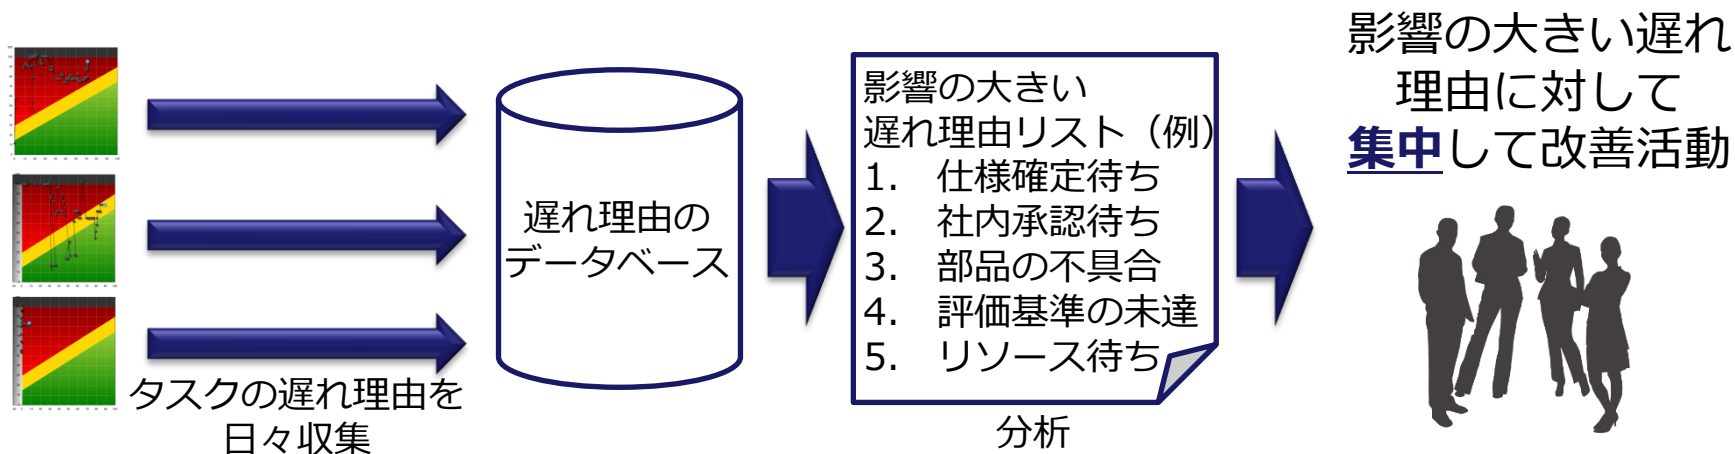 タスクの遅れ理由を
日々収集
遅れ理由の
データベース
影響の大きい
遅れ理由リスト（例）
1. 仕様確定待ち
2. 社内承認待ち
3. 部品の不具合
4. 評価基準の未達
5. リソース待ち
分析
影響の大きい遅れ
理由に対して
集中して改善活動